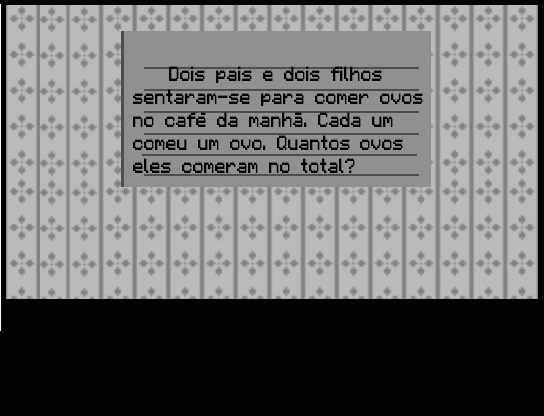 Dois pais e dois filhos
sentaram-se para comer ovos
no café da manhã. Cada um
comeu um ovo. Quantos ovos
eles comeram no total?